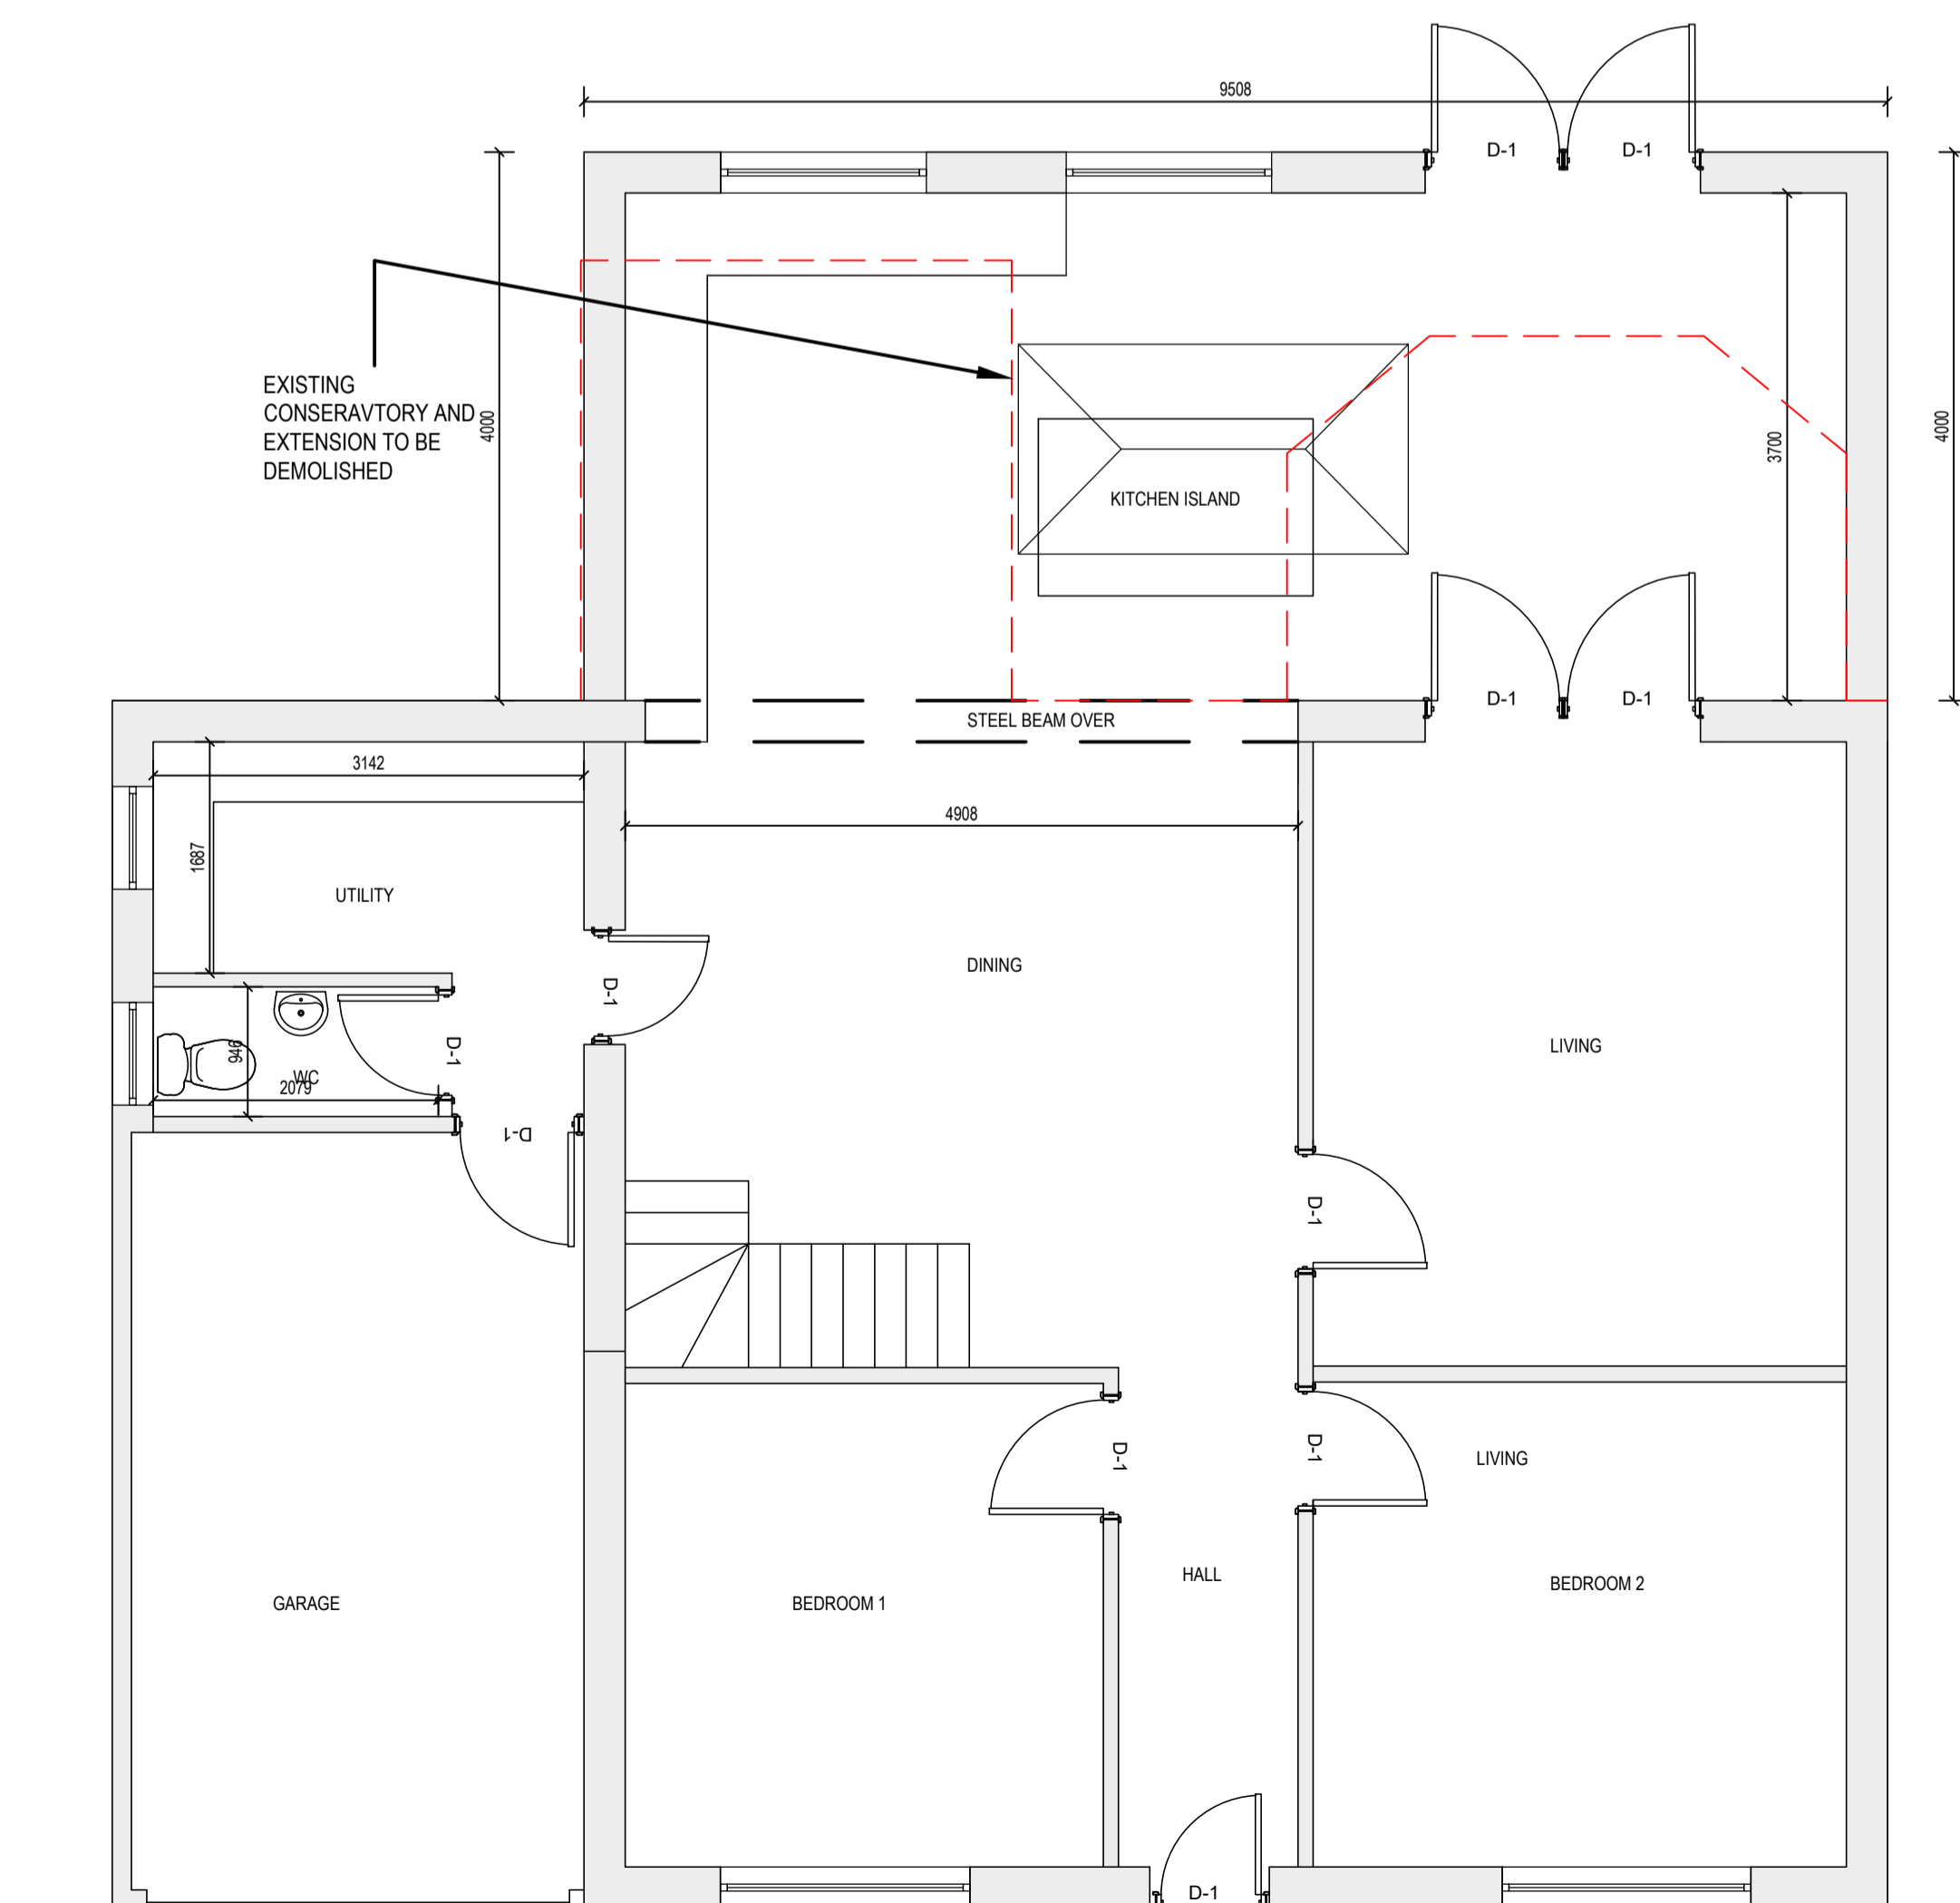 9508
D-1
D-1
EXISTING
CONSERAVTORY AND
EXTENSION TO BE
DEMOLISHED
4000
4000
3700
KITCHEN ISLAND
D-1
D-1
STEEL BEAM OVER
3142
4908
1687
UTILITY
DINING
D-1
LIVING
D-1
946
WC
2079
D-1
D-1
D-1
D-1
LIVING
HALL
BEDROOM 2
GARAGE
BEDROOM 1
D-1